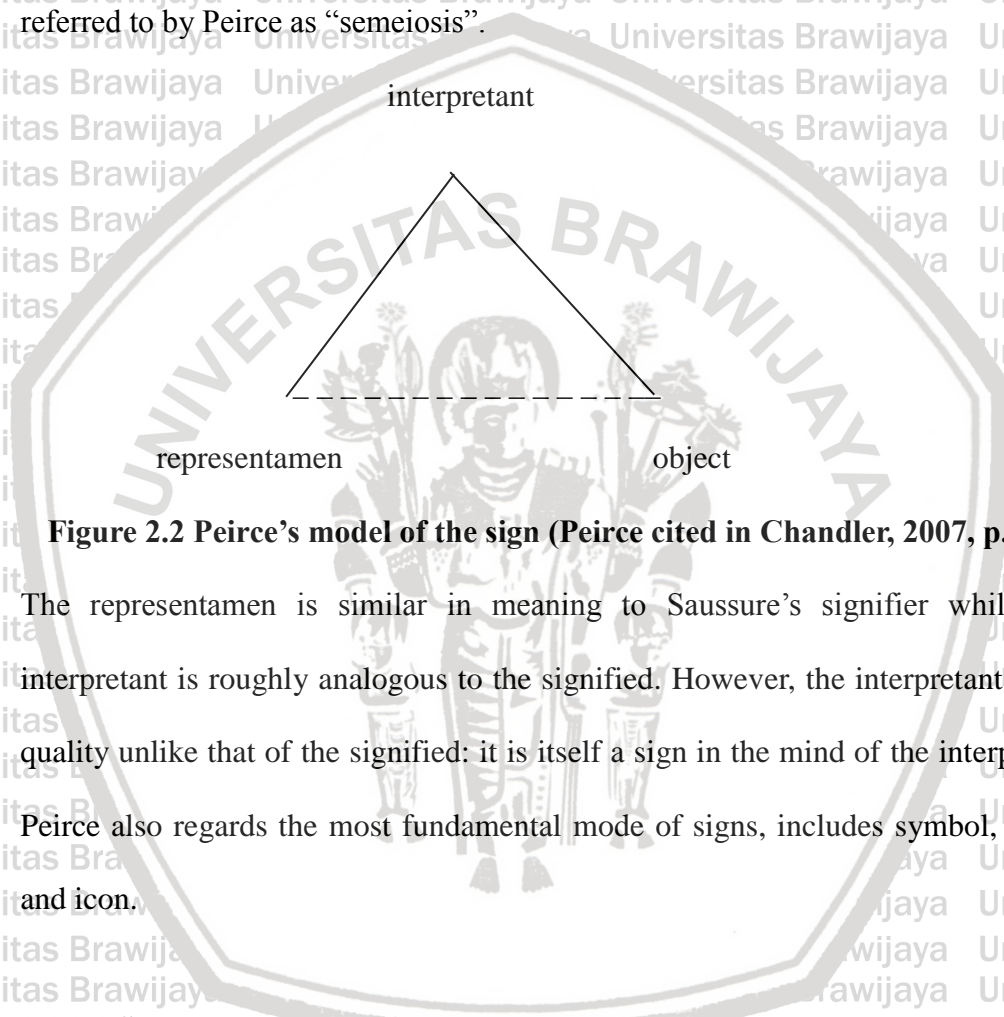 referred to by Peirce as “semeiosis”.
interpretant
representamen object
Figure 2.2 Peirce’s model of the sign (Peirce cited in Chandler, 2007, p.
The representamen is similar in meaning to Saussure’s signifier whil
interpretant is roughly analogous to the signified. However, the interpretant
quality unlike that of the signified: it is itself a sign in the mind of the interp
Peirce also regards the most fundamental mode of signs, includes symbol,
and icon.
UNIVERSITAS BRAWIJAYA